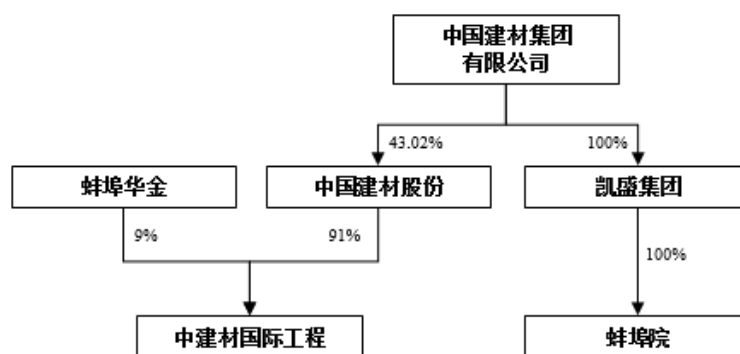 中国建材集团
有限公司
43.02%
100%
蚌埠华金
中国建材股份
凯盛集团
9%
91%
100%
中建材国际工程
蚌埠院